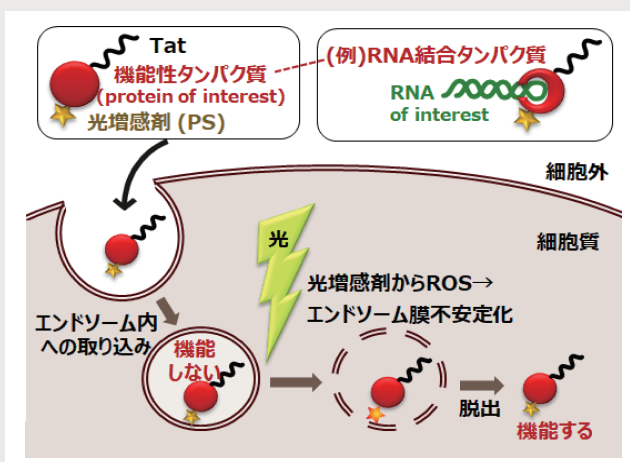 Tat
機能性タンパク質
(protein of interest)
光増感剤 (PS)
(例)RNA結合タンパク質
RNA
of interest
細胞外
細胞質
光
光増感剤からROS→
エンドソーム膜不安定化
エンドソーム内
への取り込み
機能
しない
脱出
機能する